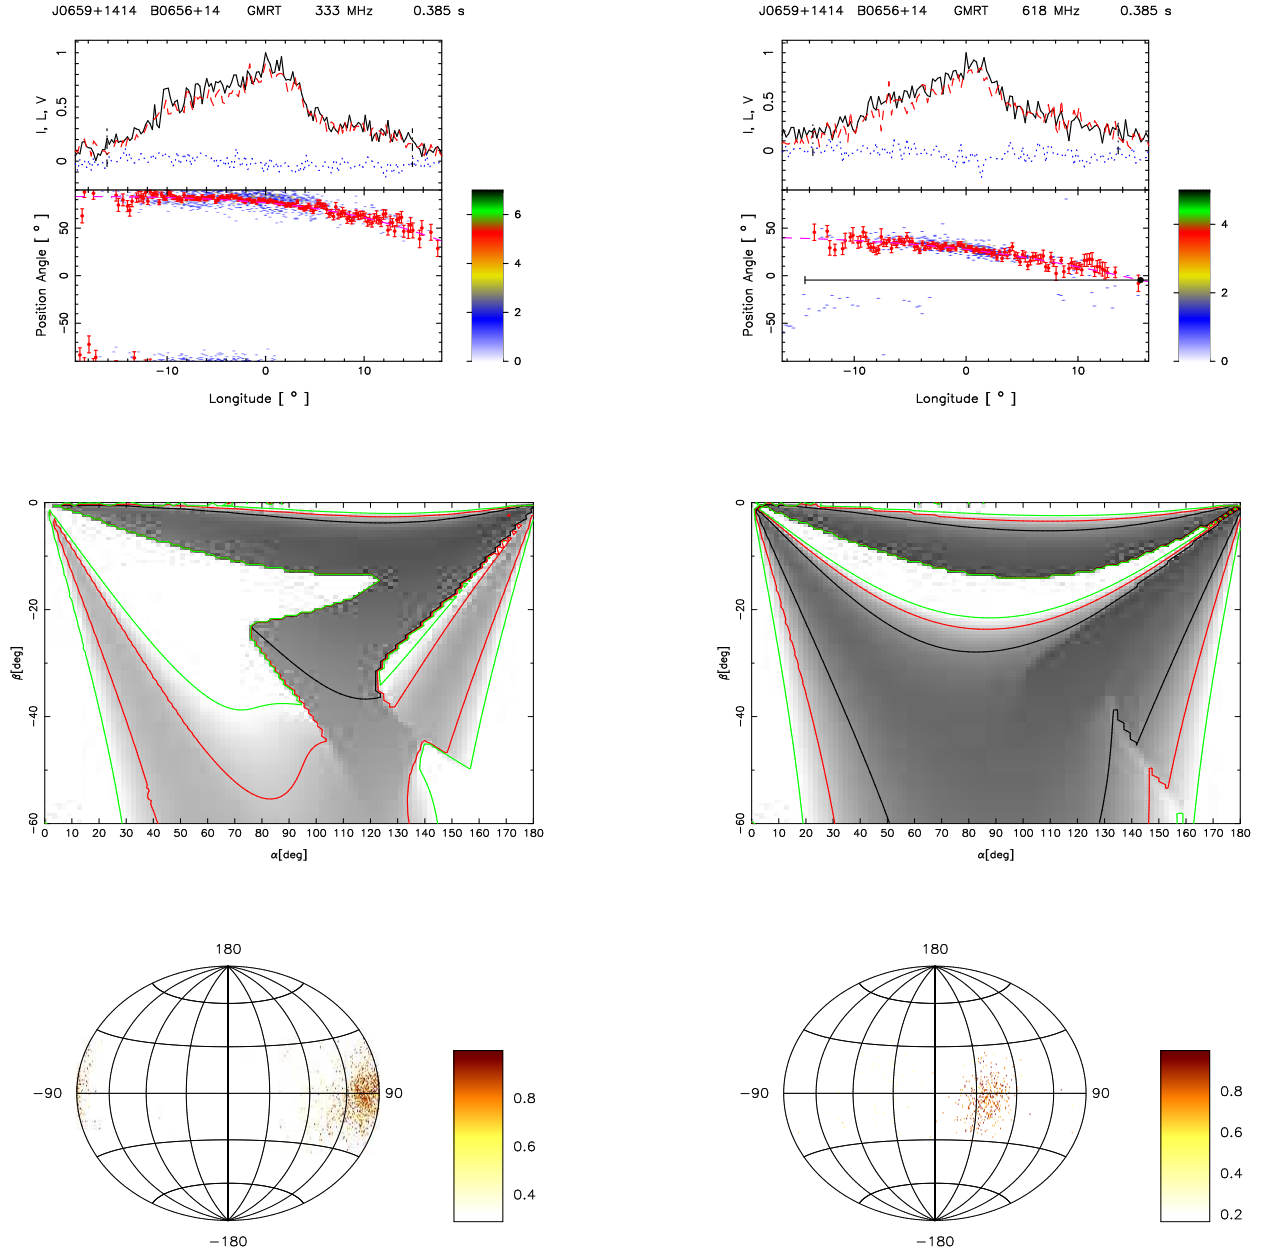 J0659+1414 B0656+14 GMRT 333 MHz 0.385 s
I, L, V
0 0.5 1
Position Angle [ ° ]
−50 0 50
0 2 4 6
−10 0 10
Longitude [ ° ]
J0659+1414 B0656+14 GMRT 618 MHz 0.385 s
I, L, V
0 0.5 1
Position Angle [ ° ]
−50 0 50
0 2 4
−10 0 10
Longitude [ ° ]
β[deg]
0
−20
−40
−60
0 10 20 30 40 50 60 70 80 90 100 110 120 130 140 150 160 170 180
α[deg]
β[deg]
0
−20
−40
−60
0 10 20 30 40 50 60 70 80 90 100 110 120 130 140 150 160 170 180
α[deg]
180
−90 90
−180
0.8
0.6
0.4
180
−90 90
−180
0.8
0.6
0.4
0.2